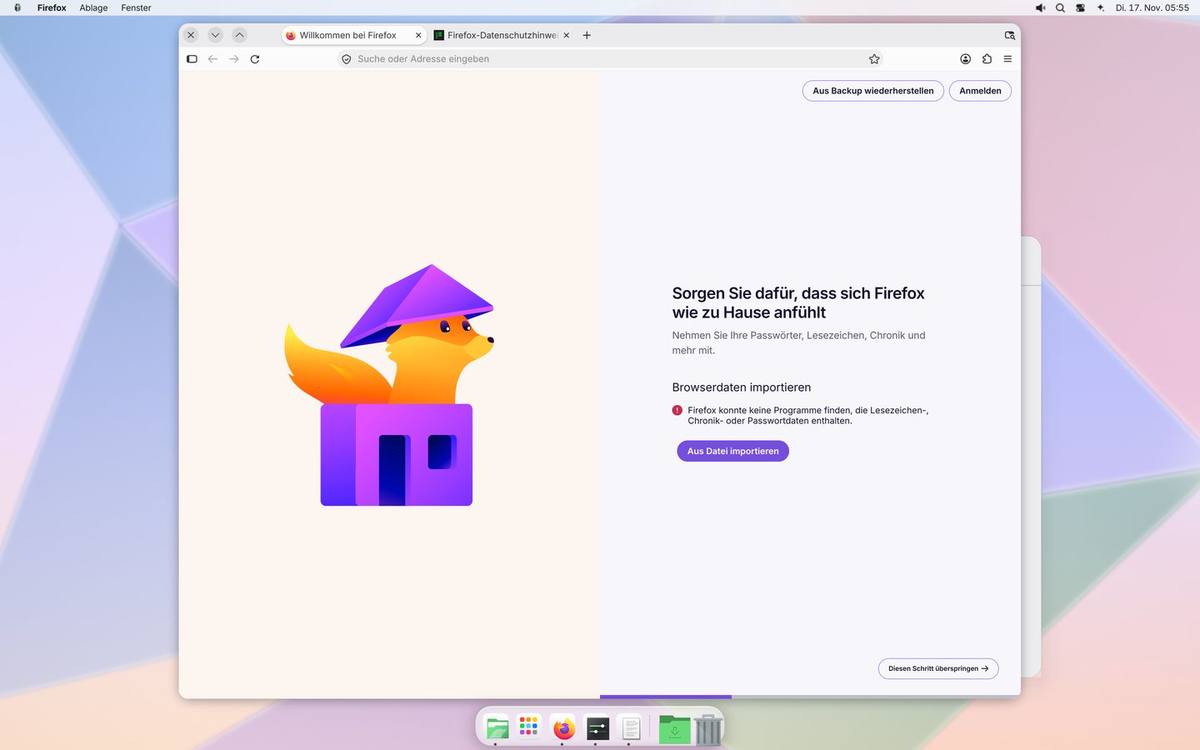 Firefox Ablage Fenster Di. 17. Nov. 05:55
Willkommen bei Firefox Firefox-Datenschutzhinwei
Suche oder Adresse eingeben
Aus Backup wiederherstellen Anmelden
Sorgen Sie dafür, dass sich Firefox
wie zu Hause anfühlt
Nehmen Sie Ihre Passwörter, Lesezeichen, Chronik und
mehr mit.
Browserdaten importieren
Firefox konnte keine Programme finden, die Lesezeichen-,
Chronik- oder Passwortdaten enthalten.
Aus Datei importieren
Diesen Schritt überspringen →